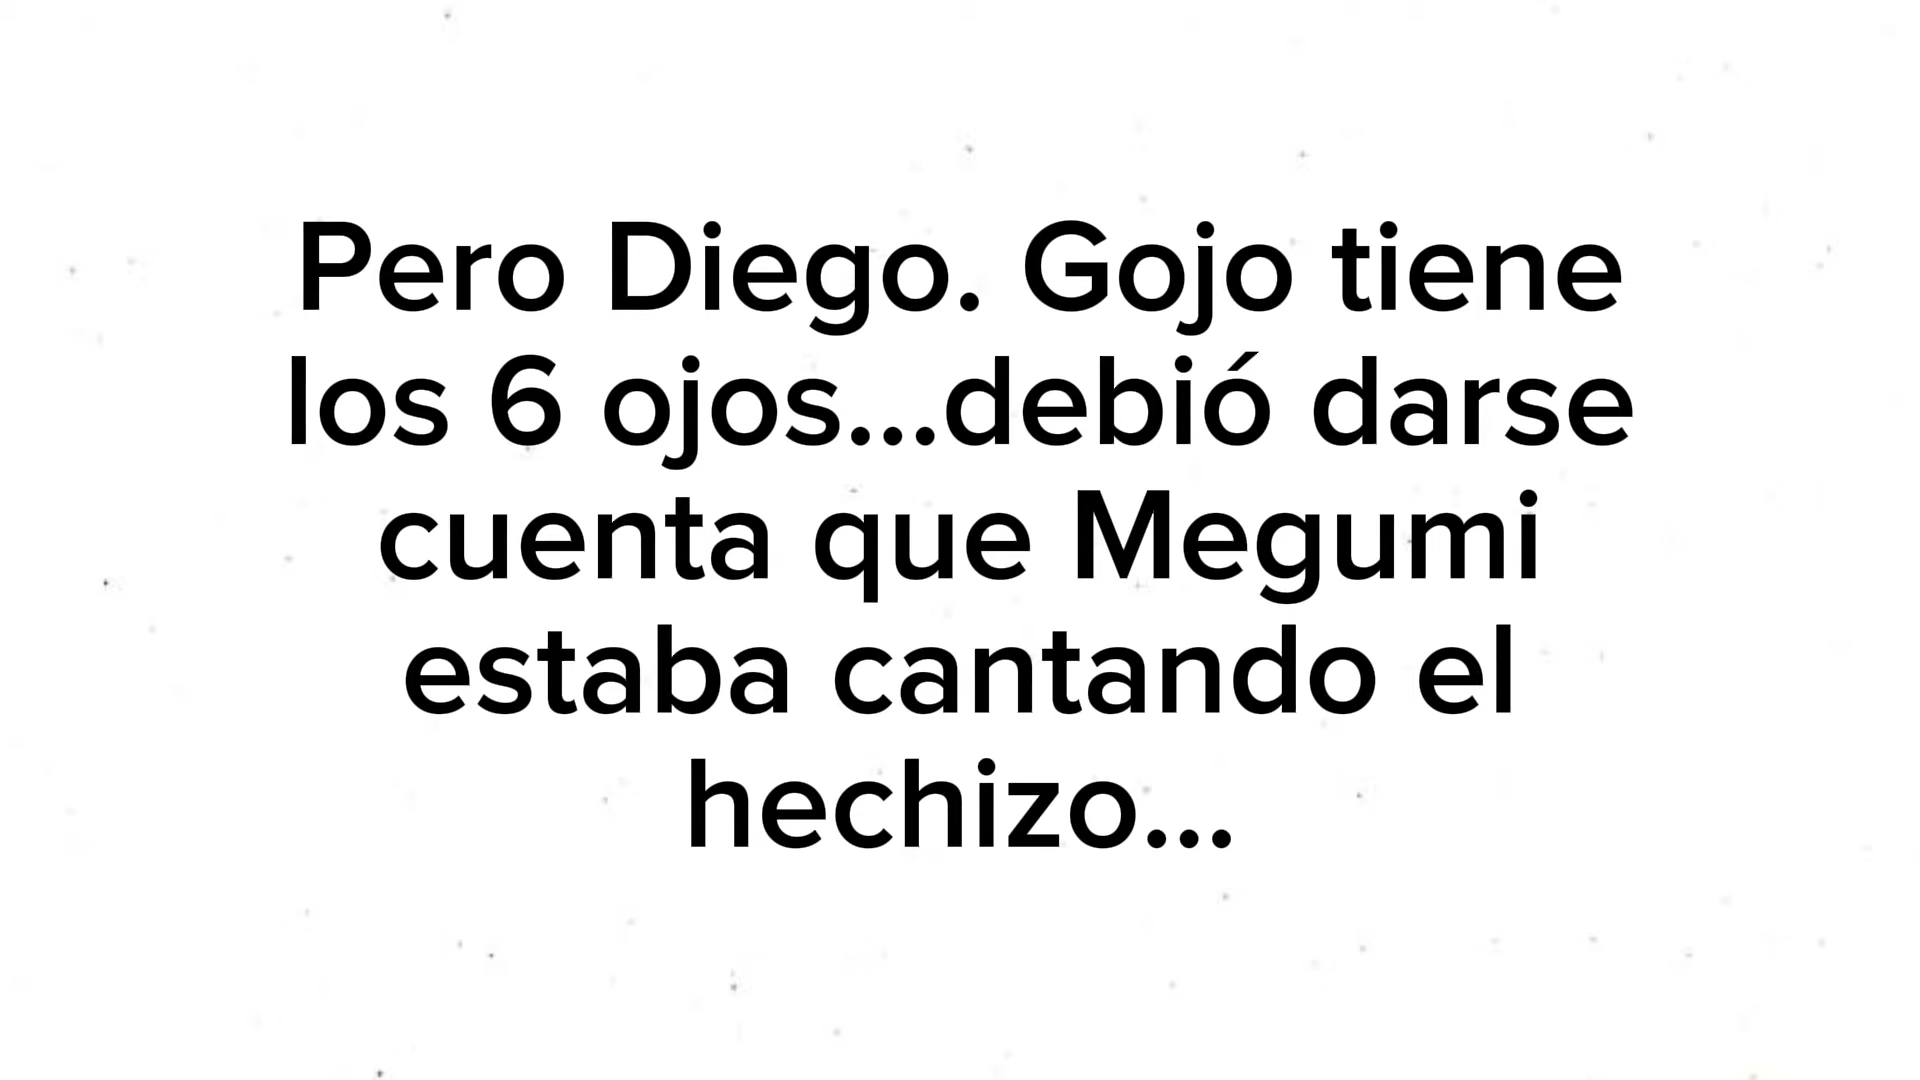 Pero Diego. Gojo tiene
los 6 ojos...debió darse
cuenta que Megumi
estaba cantando el
hechizo...